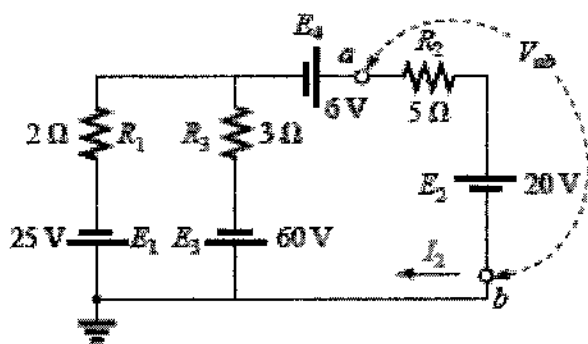 E₄
a
R₂
V_ab
6 V
5 Ω
2 Ω R₁ R₃ 3 Ω
E₂ 20 V
25 V E₁ E₃ 60 V
I₂
b